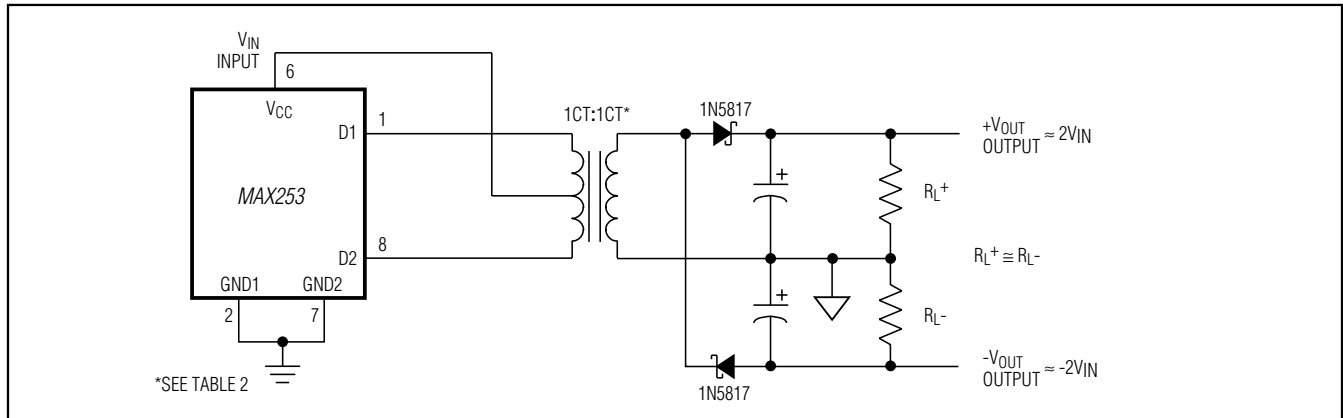 VIN
INPUT
6
VCC
D1
1
MAX253
D2
8
GND1
GND2
2
7
*SEE TABLE 2
1CT:1CT*
1N5817
+
+
1N5817
+VOUT
OUTPUT ≈ 2VIN
RL+
RL+ ≅ RL-
RL-
-VOUT
OUTPUT ≈ -2VIN